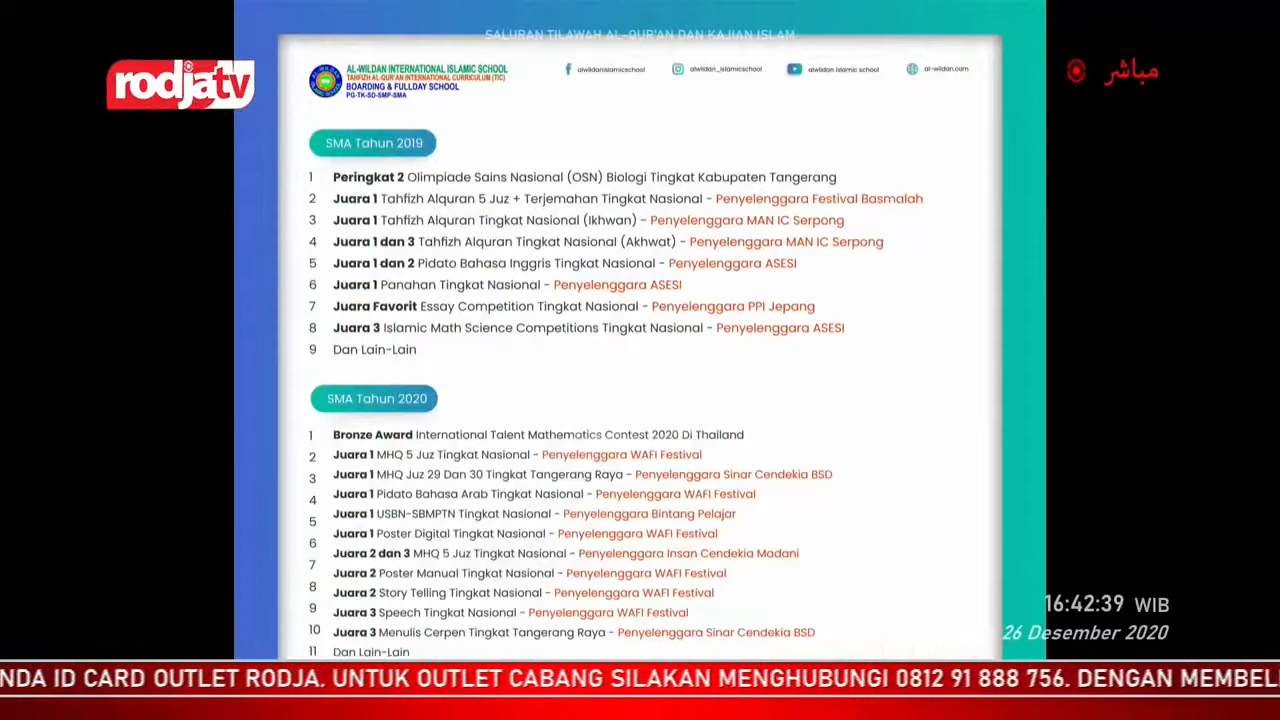 SALURAN TILAWAH AL-QUR'AN DAN KAJIAN ISLAM
rodjatv
مباشر
AL-WILDAN INTERNATIONAL ISLAMIC SCHOOL
TAHFIZH AL-QUR'AN INTERNATIONAL CURRICULUM (TIC)
BOARDING & FULLDAY SCHOOL
PG-TK-SD-SMP-SMA
alwildanislamicschool
alwildan_islamicschool
alwildan islamic school
al-wildan.com
SMA Tahun 2019
1 Peringkat 2 Olimpiade Sains Nasional (OSN) Biologi Tingkat Kabupaten Tangerang
2 Juara 1 Tahfizh Alquran 5 Juz + Terjemahan Tingkat Nasional - Penyelenggara Festival Basmalah
3 Juara 1 Tahfizh Alquran Tingkat Nasional (Ikhwan) - Penyelenggara MAN IC Serpong
4 Juara 1 dan 3 Tahfizh Alquran Tingkat Nasional (Akhwat) - Penyelenggara MAN IC Serpong
5 Juara 1 dan 2 Pidato Bahasa Inggris Tingkat Nasional - Penyelenggara ASESI
6 Juara 1 Panahan Tingkat Nasional - Penyelenggara ASESI
7 Juara Favorit Essay Competition Tingkat Nasional - Penyelenggara PPI Jepang
8 Juara 3 Islamic Math Science Competitions Tingkat Nasional - Penyelenggara ASESI
9 Dan Lain-Lain
SMA Tahun 2020
1 Bronze Award International Talent Mathematics Contest 2020 Di Thailand
2 Juara 1 MHQ 5 Juz Tingkat Nasional - Penyelenggara WAFI Festival
3 Juara 1 MHQ Juz 29 Dan 30 Tingkat Tangerang Raya - Penyelenggara Sinar Cendekia BSD
4 Juara 1 Pidato Bahasa Arab Tingkat Nasional - Penyelenggara WAFI Festival
5 Juara 1 USBN-SBMPTN Tingkat Nasional - Penyelenggara Bintang Pelajar
6 Juara 1 Poster Digital Tingkat Nasional - Penyelenggara WAFI Festival
7 Juara 2 dan 3 MHQ 5 Juz Tingkat Nasional - Penyelenggara Insan Cendekia Madani
8 Juara 2 Poster Manual Tingkat Nasional - Penyelenggara WAFI Festival
9 Juara 2 Story Telling Tingkat Nasional - Penyelenggara WAFI Festival
10 Juara 3 Speech Tingkat Nasional - Penyelenggara WAFI Festival
11 Juara 3 Menulis Cerpen Tingkat Tangerang Raya - Penyelenggara Sinar Cendekia BSD
Dan Lain-Lain
16:42:39 WIB
26 Desember 2020
NDA ID CARD OUTLET RODJA. UNTUK OUTLET CABANG SILAKAN MENGHUBUNGI 0812 91 888 756. DENGAN MEMBEL